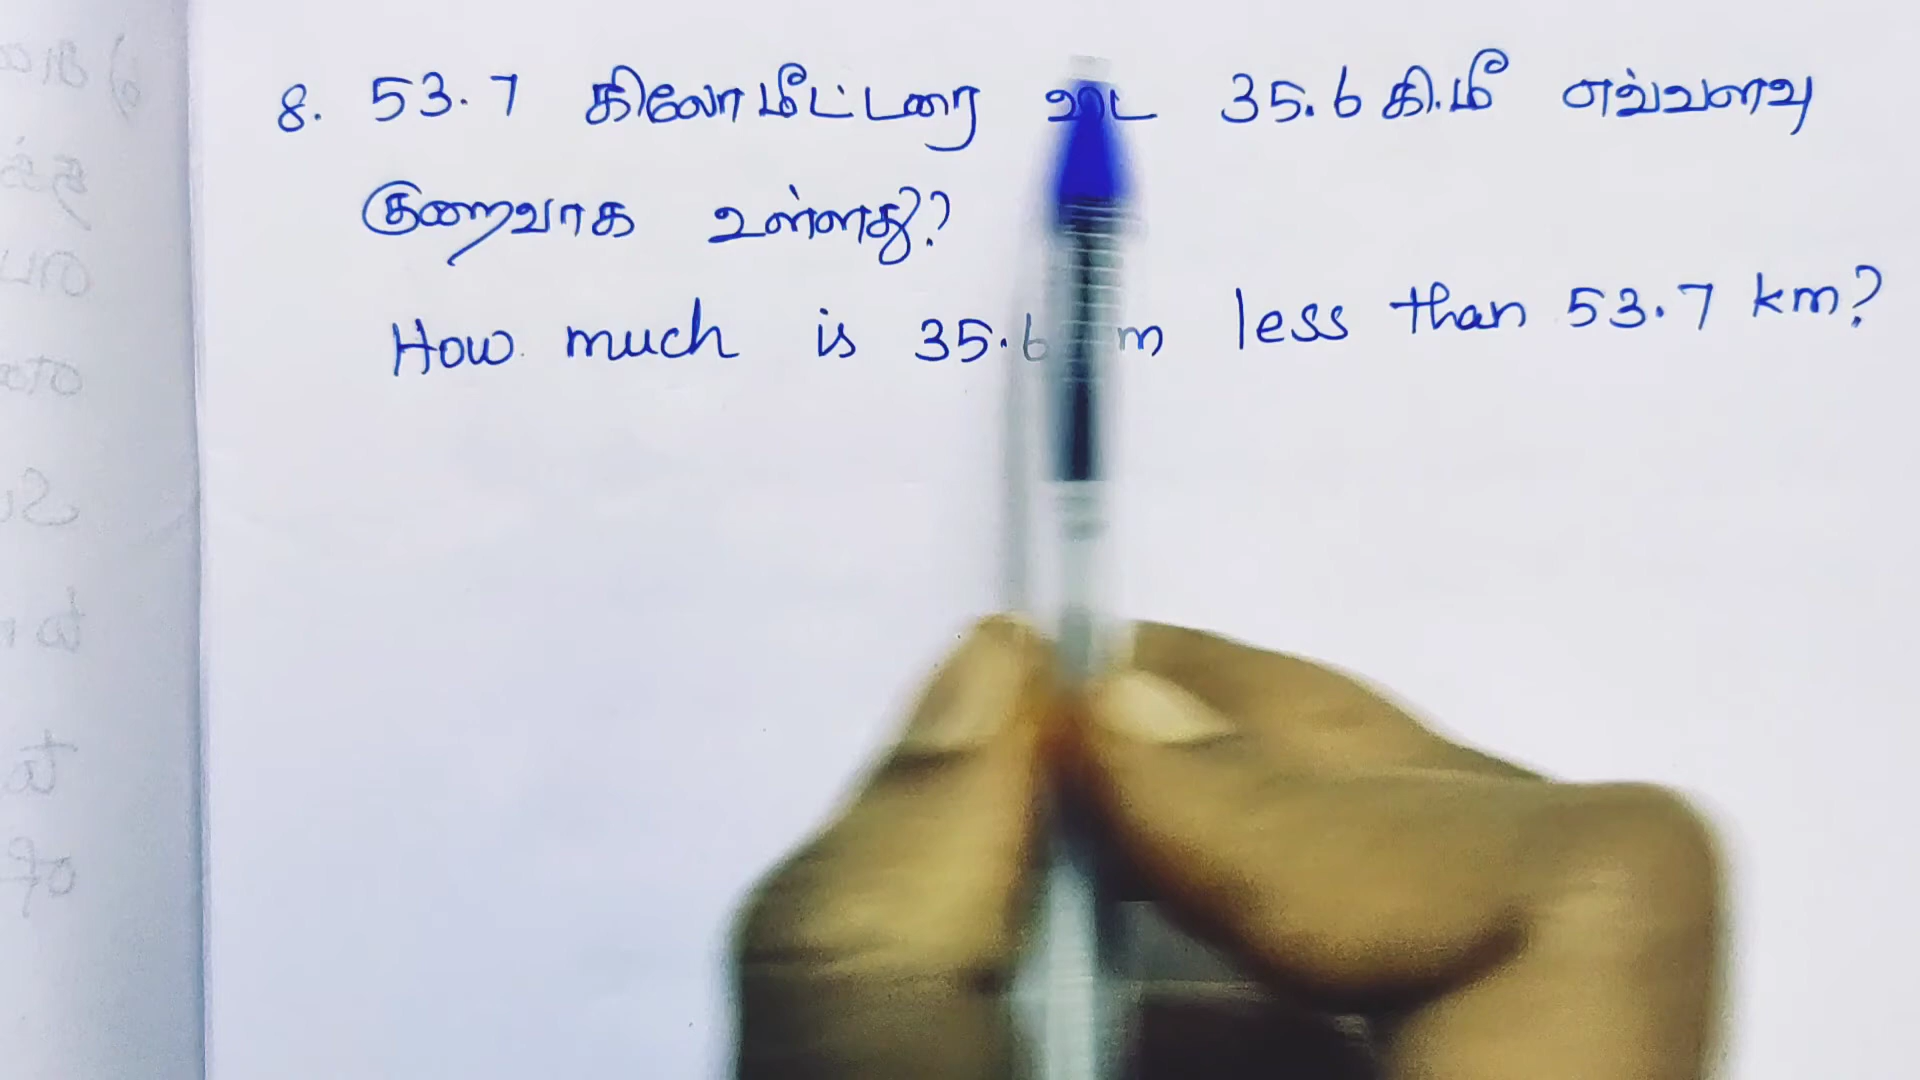 8. 53.7 கிலோமீட்டரை விட 35.6 கி.மீ எவ்வளவு
குறைவாக உள்ளது?
How much is 35.6 km less than 53.7 km?